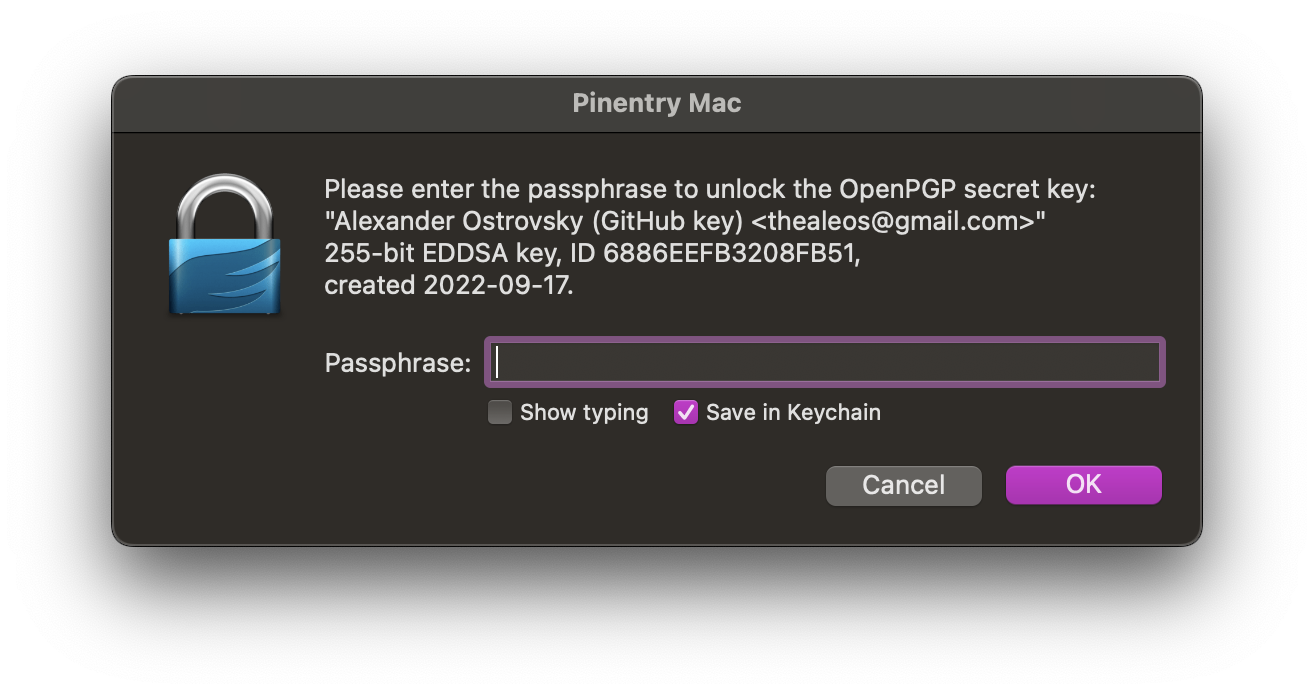 Pinentry Mac
Please enter the passphrase to unlock the OpenPGP secret key:
"Alexander Ostrovsky (GitHub key) <thealeos@gmail.com>"
255-bit EDDSA key, ID 6886EEFB3208FB51,
created 2022-09-17.
Passphrase:
Show typing Save in Keychain
Cancel OK